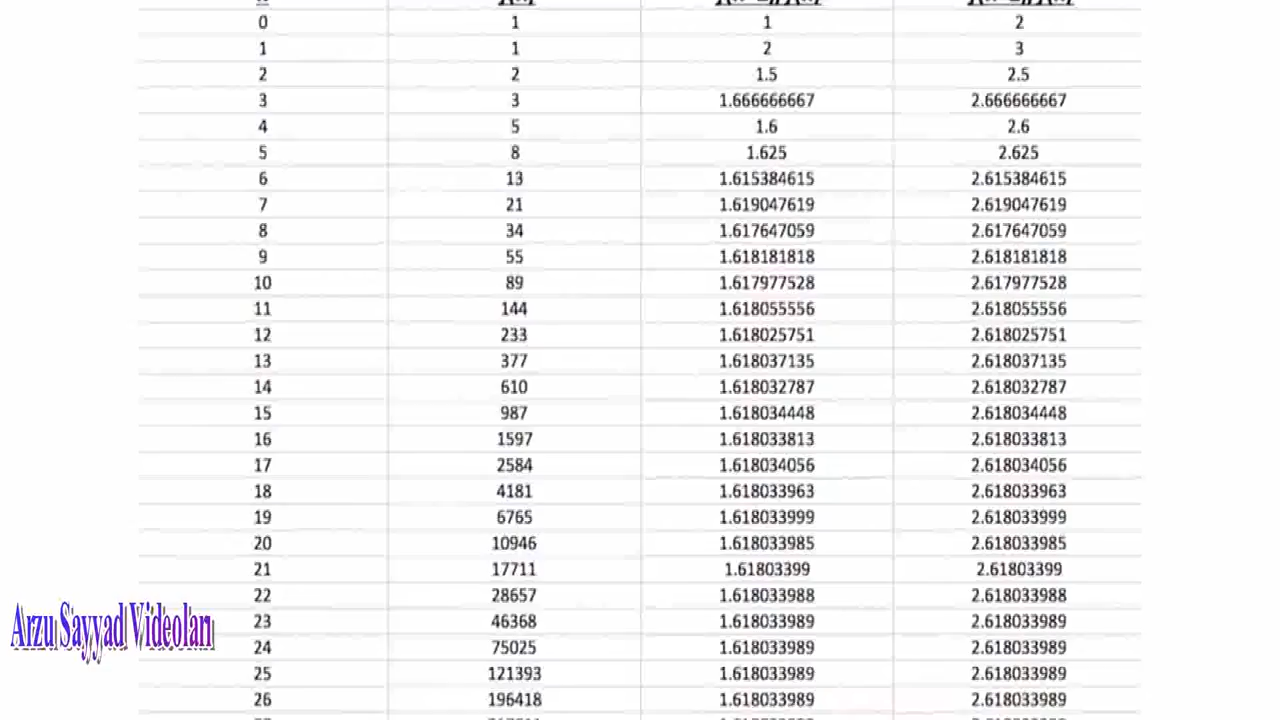 0 1 1 2
1 1 2 3
2 2 1.5 2.5
3 3 1.666666667 2.666666667
4 5 1.6 2.6
5 8 1.625 2.625
6 13 1.615384615 2.615384615
7 21 1.619047619 2.619047619
8 34 1.617647059 2.617647059
9 55 1.618181818 2.618181818
10 89 1.617977528 2.617977528
11 144 1.618055556 2.618055556
12 233 1.618025751 2.618025751
13 377 1.618037135 2.618037135
14 610 1.618032787 2.618032787
15 987 1.618034448 2.618034448
16 1597 1.618033813 2.618033813
17 2584 1.618034056 2.618034056
18 4181 1.618033963 2.618033963
19 6765 1.618033999 2.618033999
20 10946 1.618033985 2.618033985
21 17711 1.61803399 2.61803399
22 28657 1.618033988 2.618033988
23 46368 1.618033989 2.618033989
24 75025 1.618033989 2.618033989
25 121393 1.618033989 2.618033989
26 196418 1.618033989 2.618033989
Arzu Sayyad Videoları